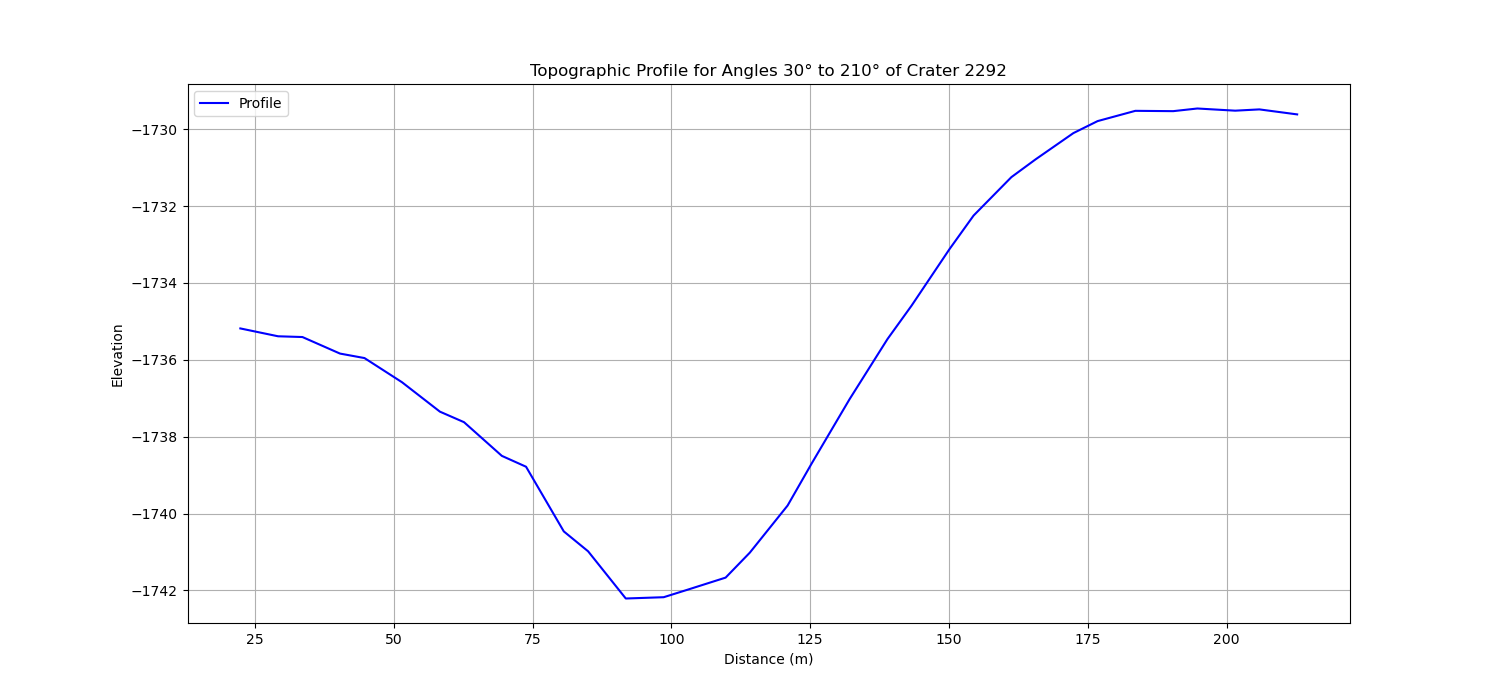 Topographic Profile for Angles 30° to 210° of Crater 2292
Profile
−1730
−1732
−1734
−1736
−1738
−1740
−1742
Elevation
25 50 75 100 125 150 175 200
Distance (m)